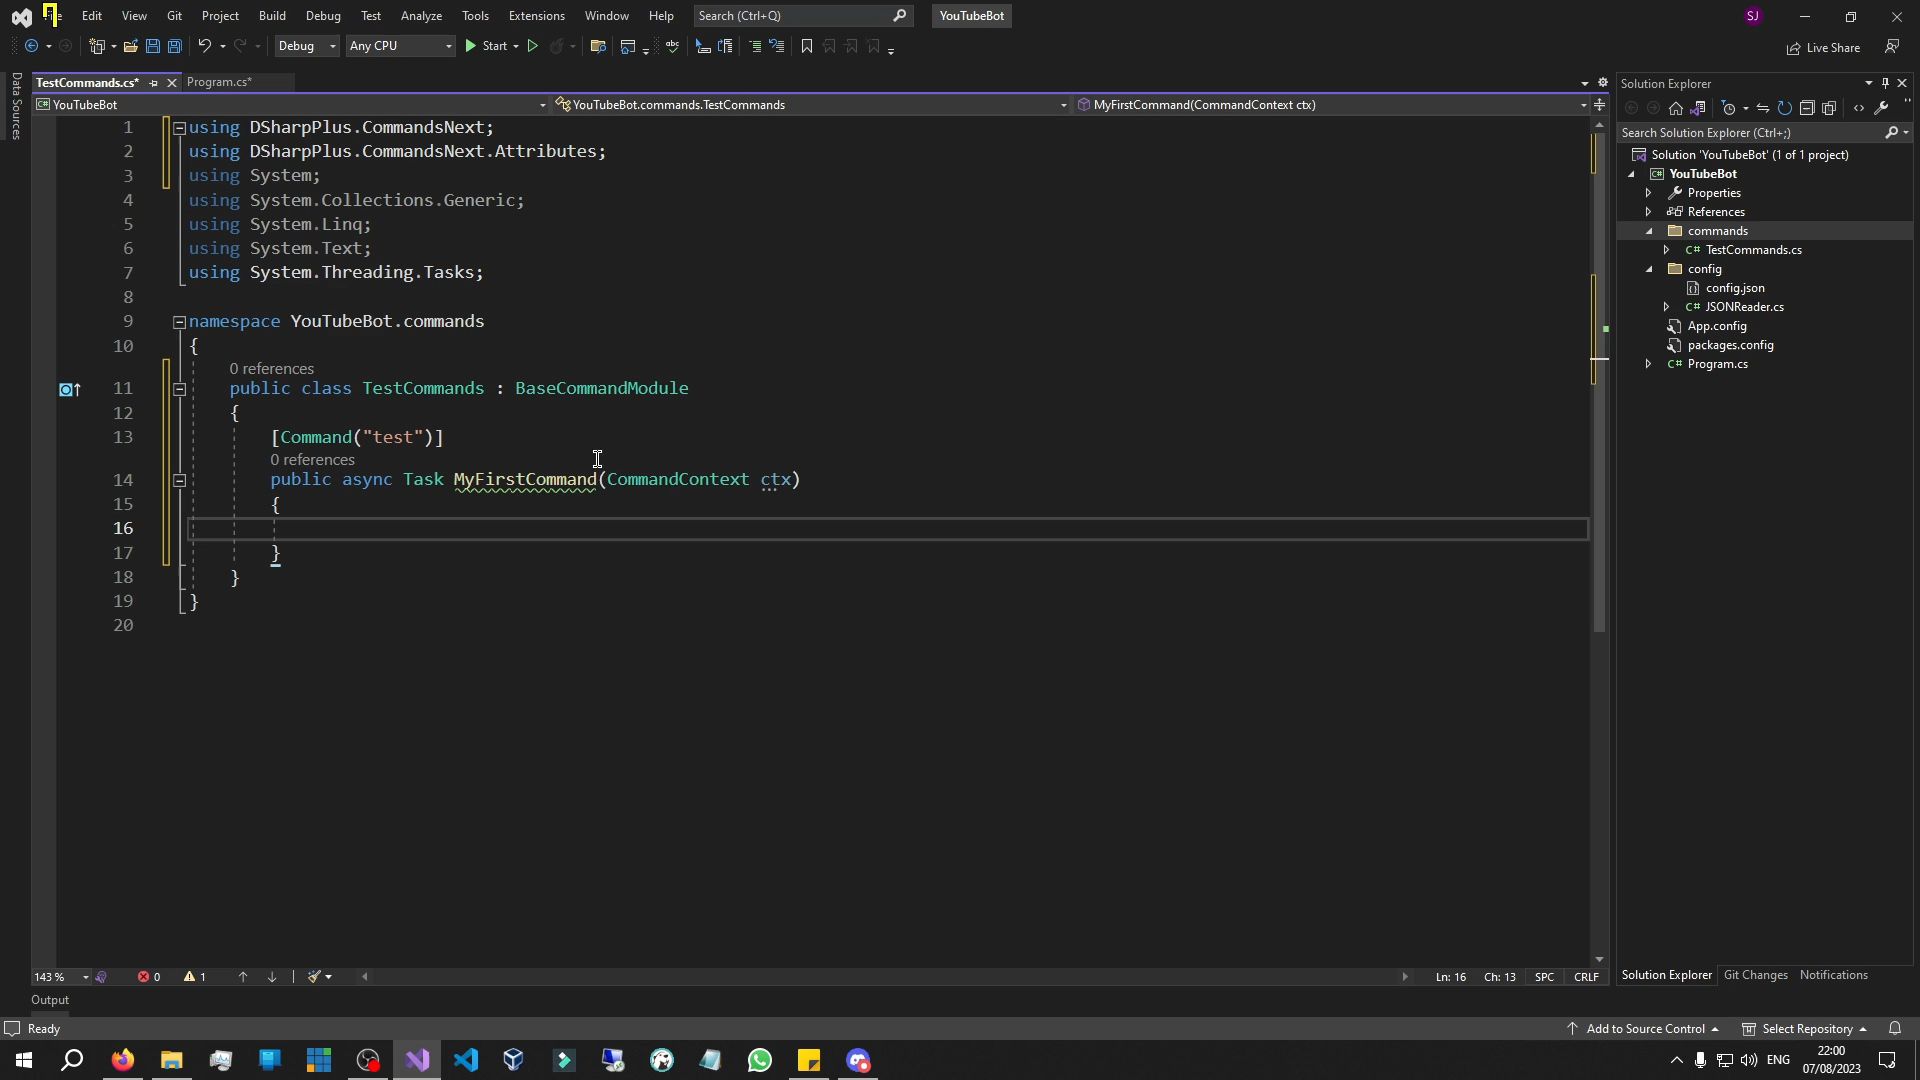 File Edit View Git Project Build Debug Test Analyze Tools Extensions Window Help Search (Ctrl+Q) YouTubeBot SJ
Debug Any CPU Start Live Share
Data Sources
TestCommands.cs* Program.cs*
YouTubeBot YouTubeBot.commands.TestCommands MyFirstCommand(CommandContext ctx)
1 using DSharpPlus.CommandsNext;
2 using DSharpPlus.CommandsNext.Attributes;
3 using System;
4 using System.Collections.Generic;
5 using System.Linq;
6 using System.Text;
7 using System.Threading.Tasks;
8
9 namespace YouTubeBot.commands
10 {
0 references
11 public class TestCommands : BaseCommandModule
12 {
13 [Command("test")]
0 references
14 public async Task MyFirstCommand(CommandContext ctx)
15 {
16
17 }
18 }
19 }
20
143 % 0 1 Ln: 16 Ch: 13 SPC CRLF
Output
Solution Explorer
Search Solution Explorer (Ctrl+;)
Solution 'YouTubeBot' (1 of 1 project)
YouTubeBot
Properties
References
commands
C# TestCommands.cs
config
config.json
C# JSONReader.cs
App.config
packages.config
C# Program.cs
Solution Explorer Git Changes Notifications
Ready Add to Source Control Select Repository
ENG 22:00
07/08/2023